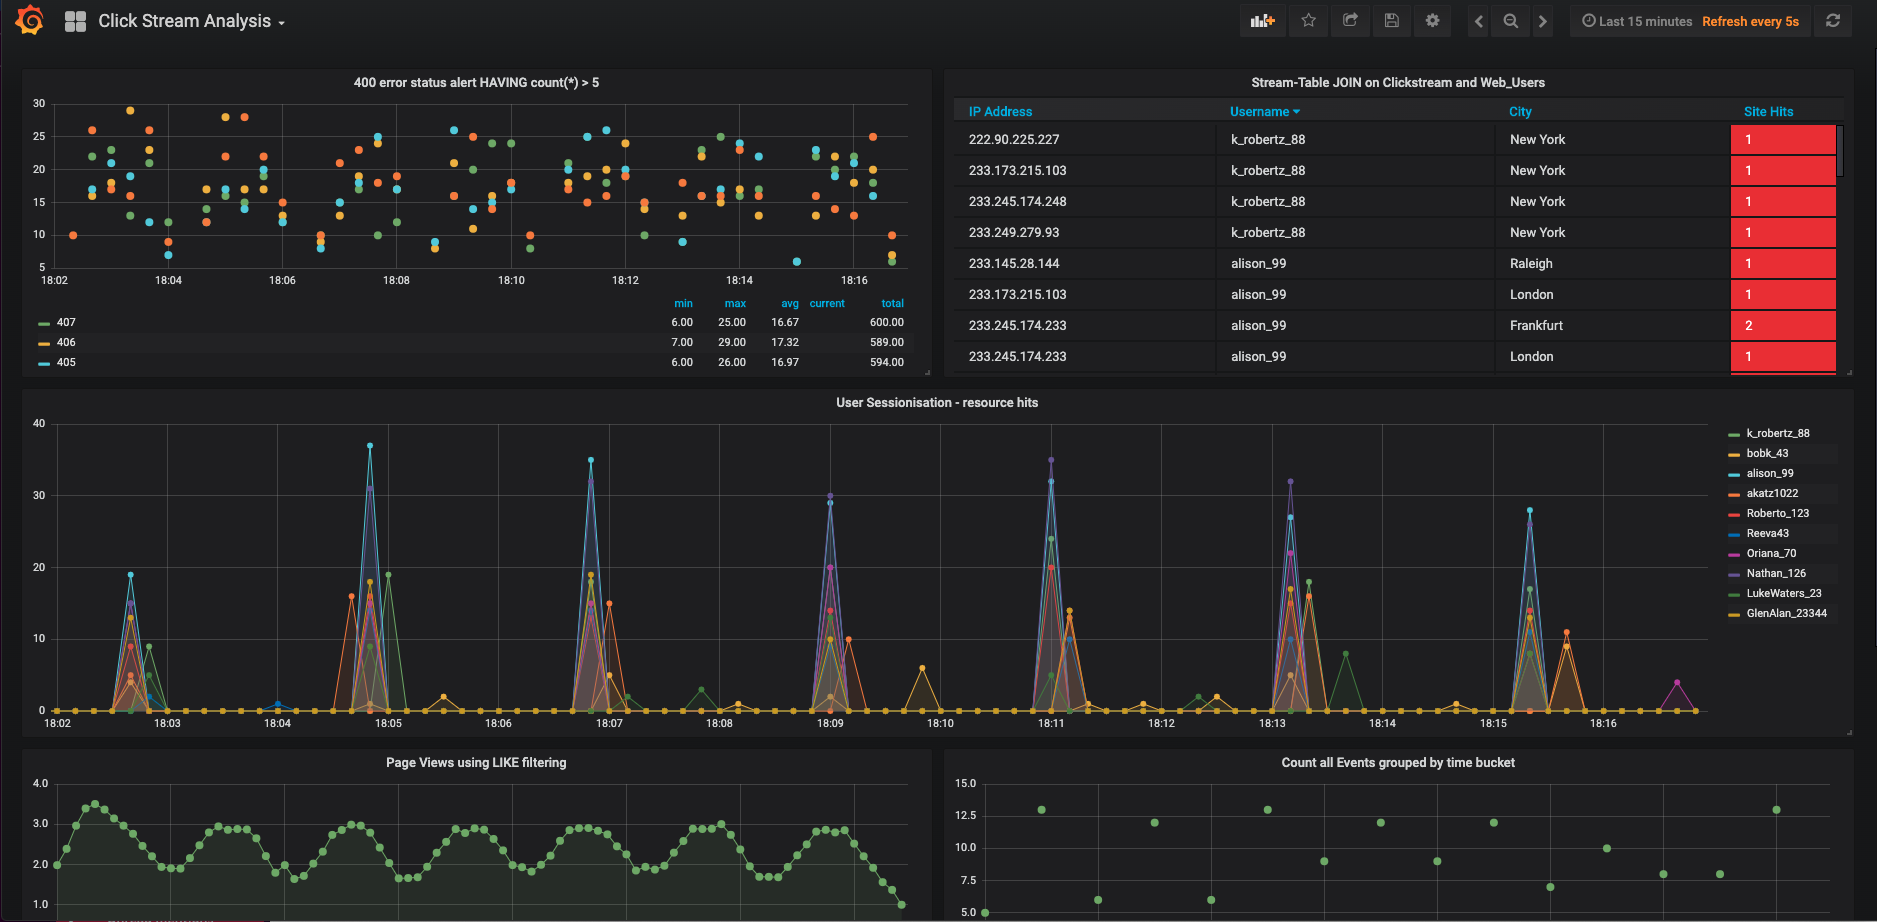 Click Stream Analysis
Last 15 minutes Refresh every 5s
400 error status alert HAVING count(*) > 5
30
25
20
15
10
5
18:02 18:04 18:06 18:08 18:10 18:12 18:14 18:16
min max avg current total
407 6.00 25.00 16.67 600.00
406 7.00 29.00 17.32 589.00
405 6.00 26.00 16.97 594.00
Stream-Table JOIN on Clickstream and Web_Users
IP Address Username City Site Hits
222.90.225.227 k_robertz_88 New York 1
233.173.215.103 k_robertz_88 New York 1
233.245.174.248 k_robertz_88 New York 1
233.249.279.93 k_robertz_88 New York 1
233.145.28.144 alison_99 Raleigh 1
233.173.215.103 alison_99 London 1
233.245.174.233 alison_99 Frankfurt 2
233.245.174.233 alison_99 London 1
User Sessionisation - resource hits
40
30
20
10
0
18:02 18:03 18:04 18:05 18:06 18:07 18:08 18:09 18:10 18:11 18:12 18:13 18:14 18:15 18:16
k_robertz_88
bobk_43
alison_99
akatz1022
Roberto_123
Reeva43
Oriana_70
Nathan_126
LukeWaters_23
GlenAlan_23344
Page Views using LIKE filtering
4.0
3.0
2.0
1.0
Count all Events grouped by time bucket
15.0
12.5
10.0
7.5
5.0